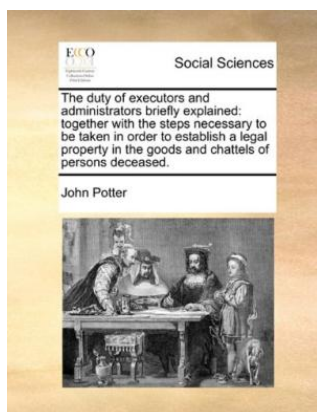 ECCO
Social Sciences
The duty of executors and
administrators briefly explained:
together with the steps necessary to
be taken in order to establish a legal
property in the goods and chattels of
persons deceased.
John Potter